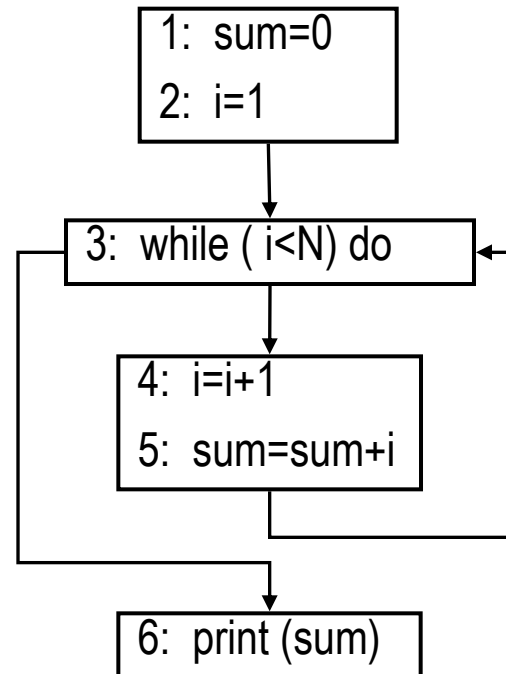 1: sum=0
2: i=1
3: while ( i<N) do
4: i=i+1
5: sum=sum+i
6: print (sum)